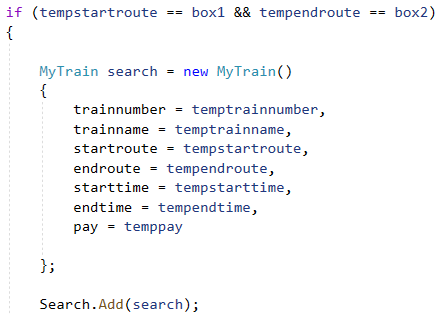 if (tempstartroute == box1 && tempendroute == box2)
{
MyTrain search = new MyTrain()
{
trainnumber = temptrainnumber,
trainname = temptrainname,
startroute = tempstartroute,
endroute = tempendroute,
starttime = tempstarttime,
endtime = tempendtime,
pay = temppay
};
Search.Add(search);